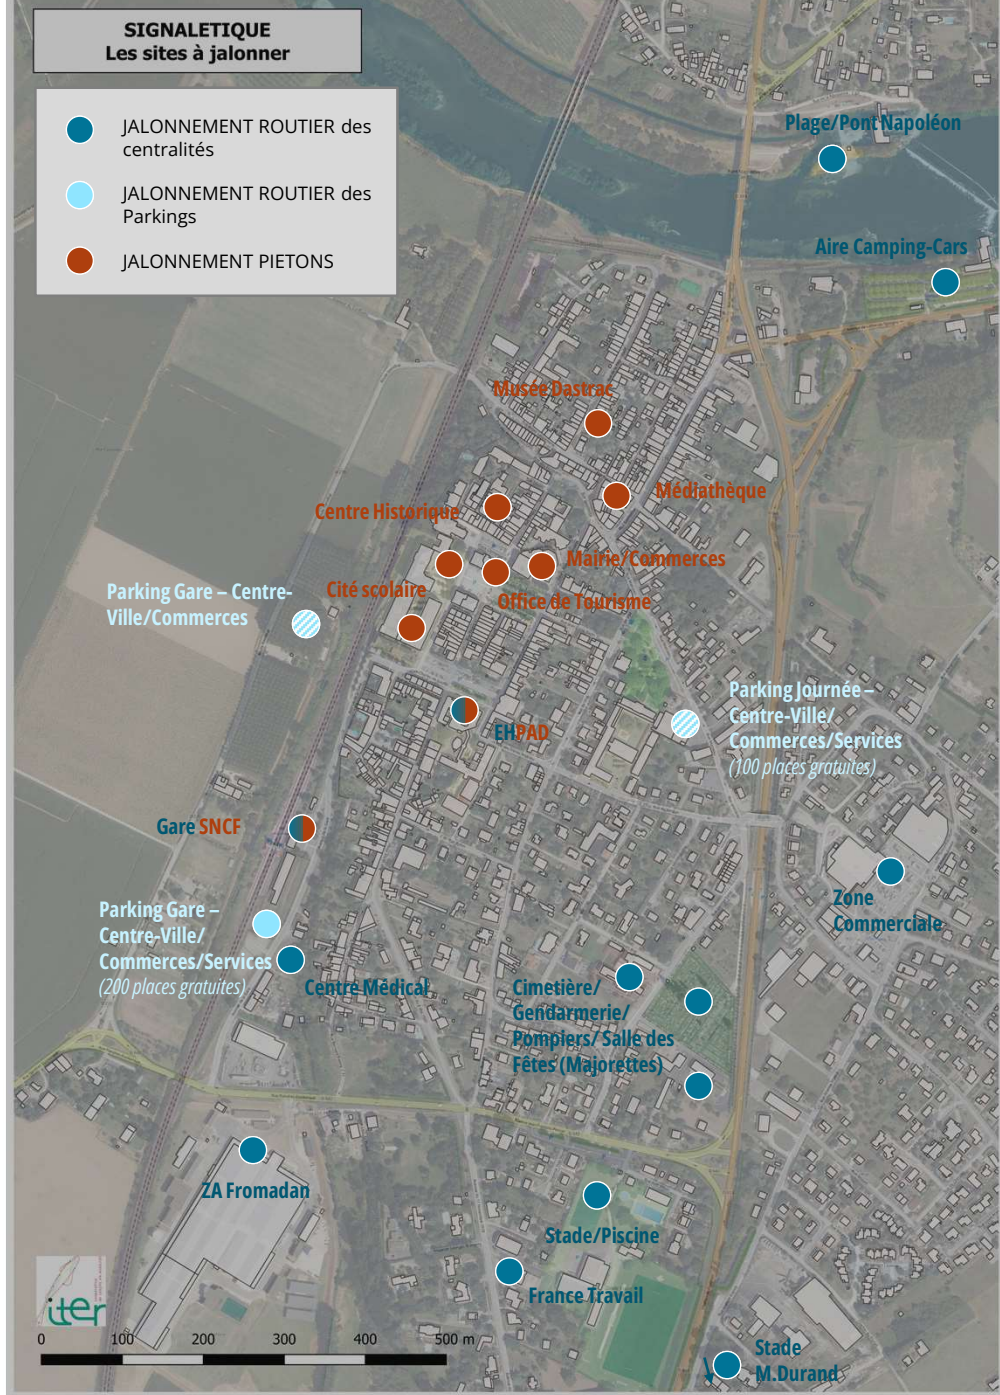 SIGNALETIQUE
Les sites à jalonner
JALONNEMENT ROUTIER des
centralités
JALONNEMENT ROUTIER des
Parkings
JALONNEMENT PIETONS
Plage/Pont Napoléon
Aire Camping-Cars
Musée Dastrac
Médiathèque
Centre Historique
Mairie/Commerces
Cité scolaire
Office de Tourisme
Parking Gare – Centre-
Ville/Commerces
Parking Journée –
Centre-Ville/
Commerces/Services
(100 places gratuites)
EHPAD
Gare SNCF
Zone
Commerciale
Parking Gare –
Centre-Ville/
Commerces/Services
(200 places gratuites)
Centre Médical
Cimetière/
Gendarmerie/
Pompiers/ Salle des
Fêtes (Majorettes)
ZA Fromadan
Stade/Piscine
France Travail
Stade
M.Durand
iter
0 100 200 300 400 500 m